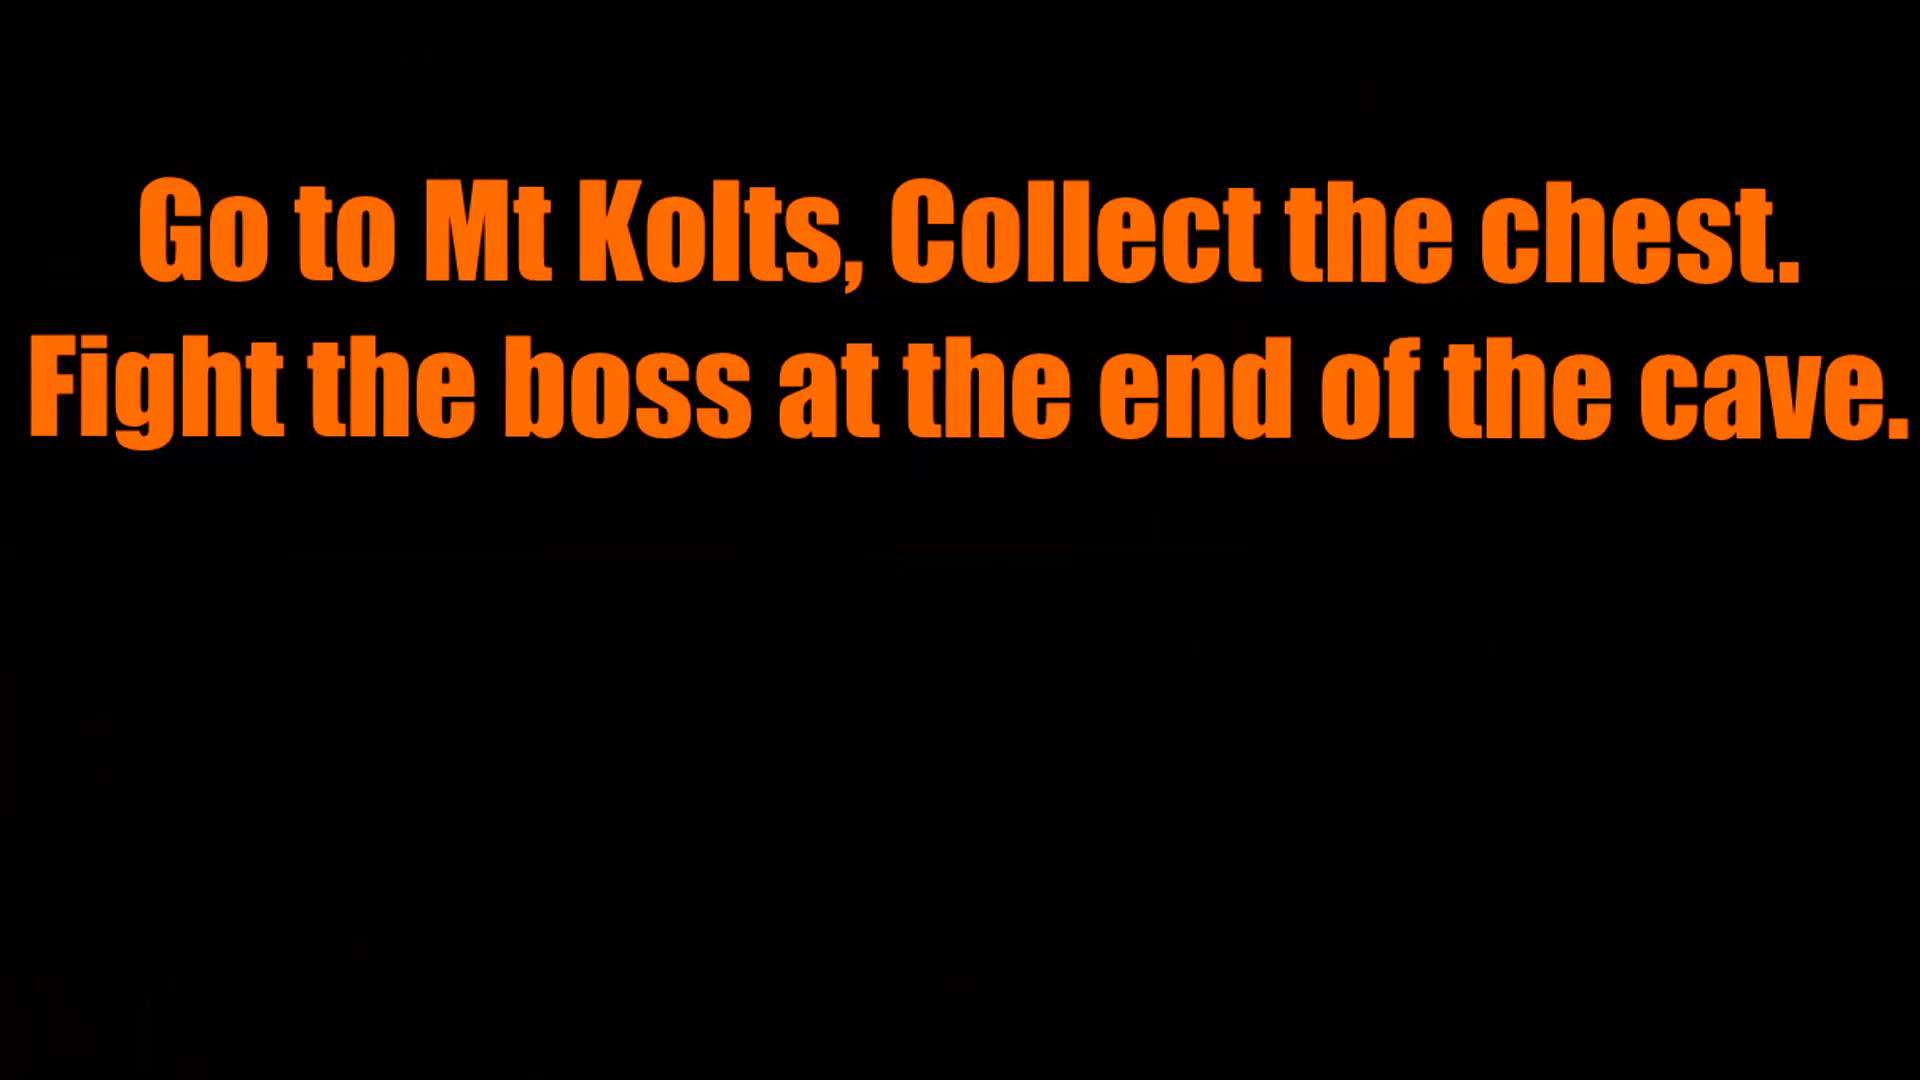 Go to Mt Kolts, Collect the chest.
Fight the boss at the end of the cave.